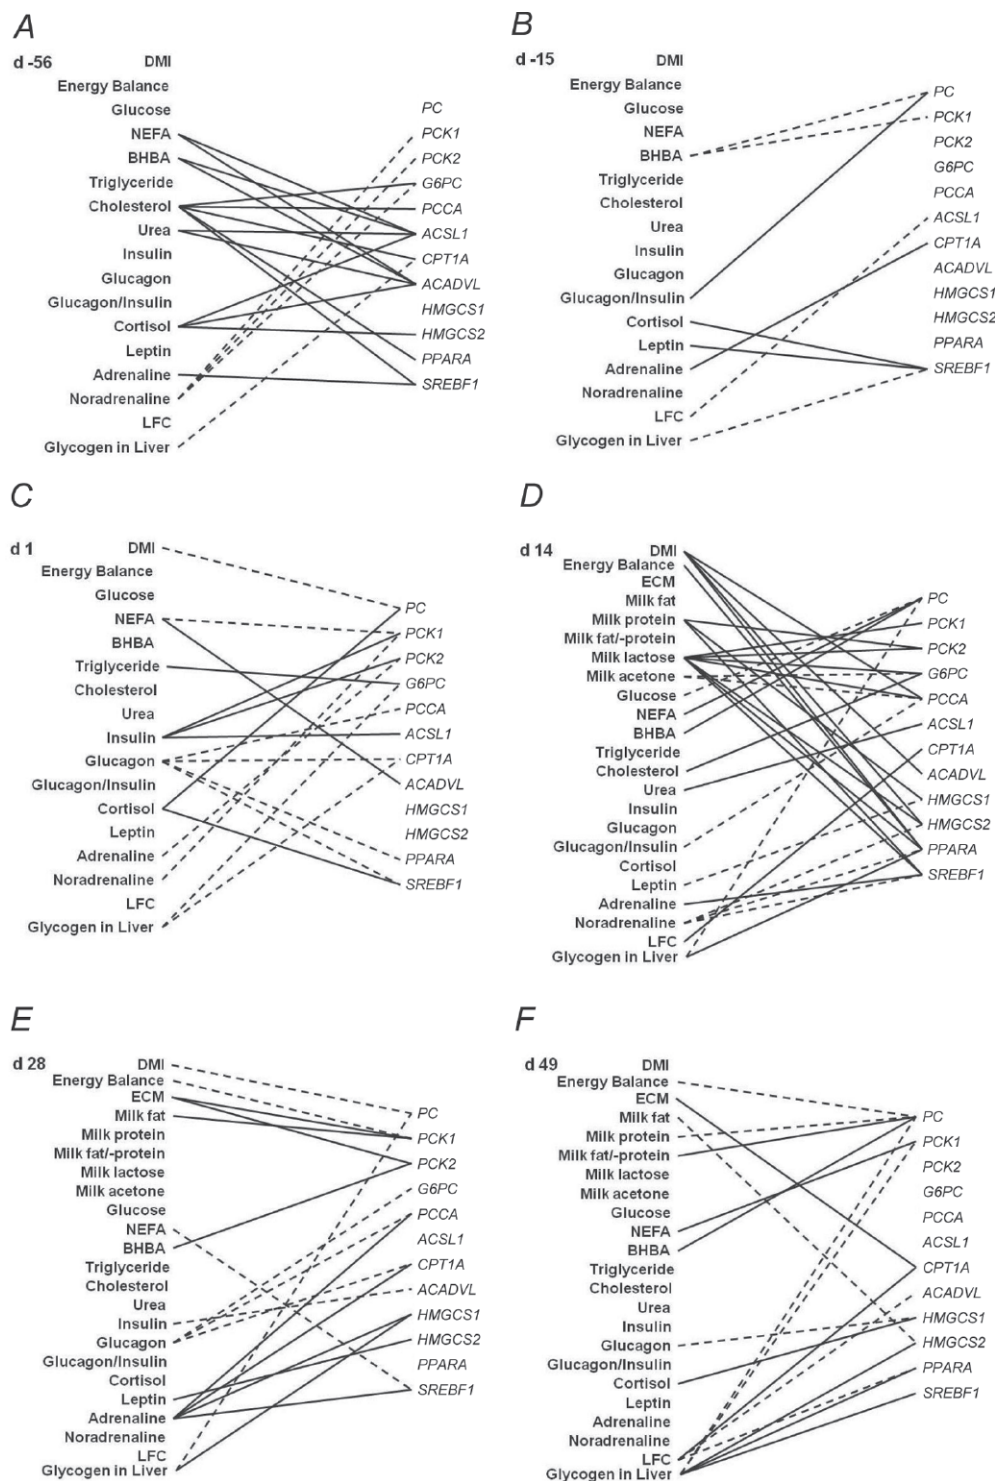 A
d -56
DMI
Energy Balance
Glucose
NEFA
BHBA
Triglyceride
Cholesterol
Urea
Insulin
Glucagon
Glucagon/Insulin
Cortisol
Leptin
Adrenaline
Noradrenaline
LFC
Glycogen in Liver
PC
PCK1
PCK2
G6PC
PCCA
ACSL1
CPT1A
ACADVL
HMGCS1
HMGCS2
PPARA
SREBF1
B
d -15
DMI
Energy Balance
Glucose
NEFA
BHBA
Triglyceride
Cholesterol
Urea
Insulin
Glucagon
Glucagon/Insulin
Cortisol
Leptin
Adrenaline
Noradrenaline
LFC
Glycogen in Liver
PC
PCK1
PCK2
G6PC
PCCA
ACSL1
CPT1A
ACADVL
HMGCS1
HMGCS2
PPARA
SREBF1
C
d 1
DMI
Energy Balance
Glucose
NEFA
BHBA
Triglyceride
Cholesterol
Urea
Insulin
Glucagon
Glucagon/Insulin
Cortisol
Leptin
Adrenaline
Noradrenaline
LFC
Glycogen in Liver
PC
PCK1
PCK2
G6PC
PCCA
ACSL1
CPT1A
ACADVL
HMGCS1
HMGCS2
PPARA
SREBF1
D
d 14
DMI
Energy Balance
ECM
Milk fat
Milk protein
Milk fat/-protein
Milk lactose
Milk acetone
Glucose
NEFA
BHBA
Triglyceride
Cholesterol
Urea
Insulin
Glucagon
Glucagon/Insulin
Cortisol
Leptin
Adrenaline
Noradrenaline
LFC
Glycogen in Liver
PC
PCK1
PCK2
G6PC
PCCA
ACSL1
CPT1A
ACADVL
HMGCS1
HMGCS2
PPARA
SREBF1
E
d 28
DMI
Energy Balance
ECM
Milk fat
Milk protein
Milk fat/-protein
Milk lactose
Milk acetone
Glucose
NEFA
BHBA
Triglyceride
Cholesterol
Urea
Insulin
Glucagon
Glucagon/Insulin
Cortisol
Leptin
Adrenaline
Noradrenaline
LFC
Glycogen in Liver
PC
PCK1
PCK2
G6PC
PCCA
ACSL1
CPT1A
ACADVL
HMGCS1
HMGCS2
PPARA
SREBF1
F
d 49
DMI
Energy Balance
ECM
Milk fat
Milk protein
Milk fat/-protein
Milk lactose
Milk acetone
Glucose
NEFA
BHBA
Triglyceride
Cholesterol
Urea
Insulin
Glucagon
Glucagon/Insulin
Cortisol
Leptin
Adrenaline
Noradrenaline
LFC
Glycogen in Liver
PC
PCK1
PCK2
G6PC
PCCA
ACSL1
CPT1A
ACADVL
HMGCS1
HMGCS2
PPARA
SREBF1